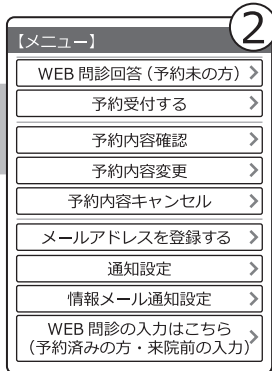 ②
【メニュー】
WEB 問診回答（予約未の方）
予約受付する
予約内容確認
予約内容変更
予約内容キャンセル
メールアドレスを登録する
通知設定
情報メール通知設定
WEB 問診の入力はこちら
（予約済みの方・来院前の入力）